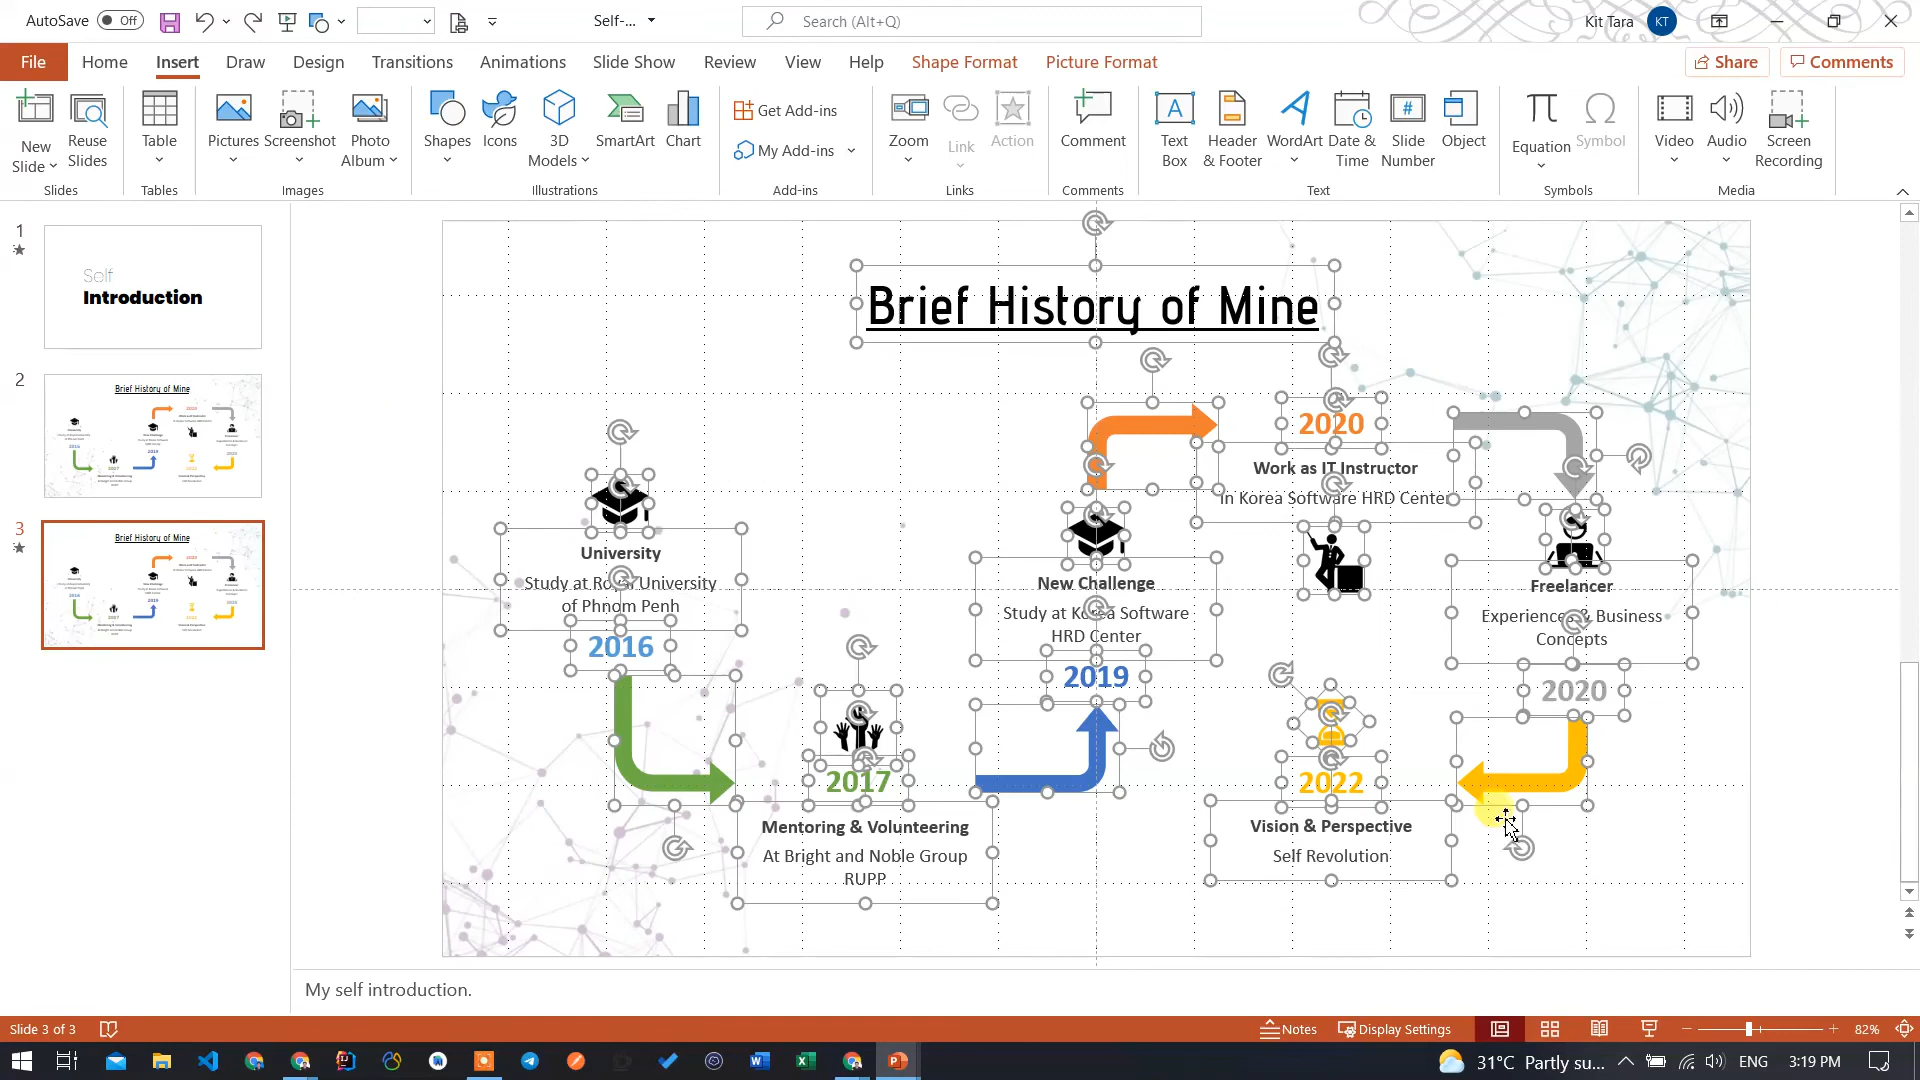 AutoSave Off
Self-...
Search (Alt+Q)
Kit Tara
KT
File
Home
Insert
Draw
Design
Transitions
Animations
Slide Show
Review
View
Help
Shape Format
Picture Format
Share
Comments
New
Slide
Reuse
Slides
Table
Pictures
Screenshot
Photo
Album
Shapes
Icons
3D
Models
SmartArt
Chart
Get Add-ins
My Add-ins
Zoom
Link
Action
Comment
Text
Box
Header
& Footer
WordArt
Date &
Time
Slide
Number
Object
Equation
Symbol
Video
Audio
Screen
Recording
Slides
Tables
Images
Illustrations
Add-ins
Links
Comments
Text
Symbols
Media
1
Self
Introduction
2
Brief History of Mine
3
Brief History of Mine
Brief History of Mine
2020
Work as IT Instructor
In Korea Software HRD Center
University
Study at Royal University
of Phnom Penh
2016
New Challenge
Study at Korea Software
HRD Center
2019
Freelancer
Experiences & Business
Concepts
2020
2017
Mentoring & Volunteering
At Bright and Noble Group
RUPP
2022
Vision & Perspective
Self Revolution
My self introduction.
Slide 3 of 3
Notes
Display Settings
82%
31°C Partly su...
ENG
3:19 PM